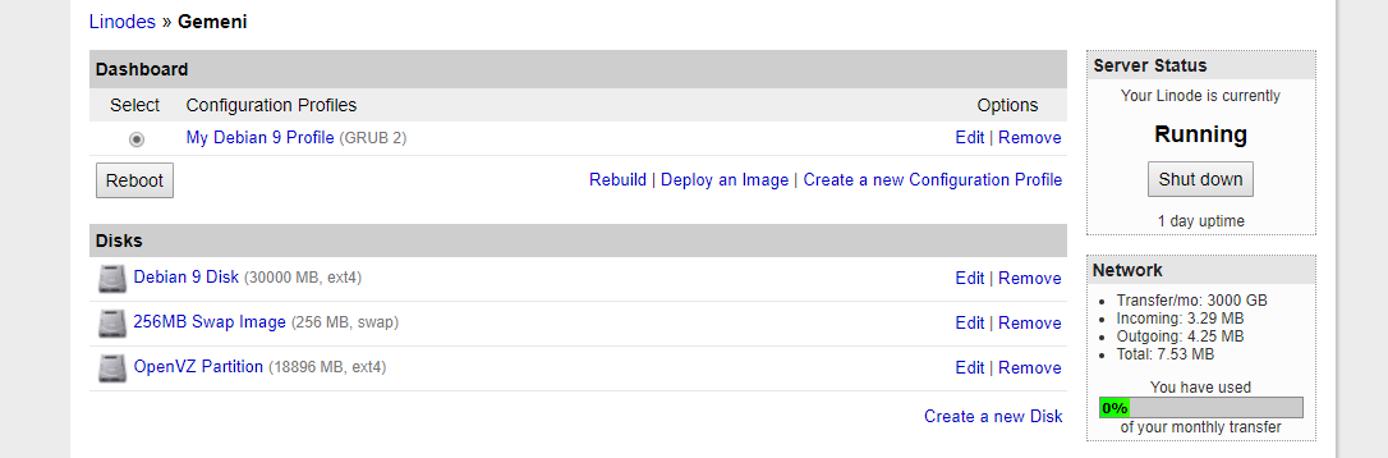 Linodes » Gemeni
Dashboard
Select Configuration Profiles Options
My Debian 9 Profile (GRUB 2) Edit | Remove
Reboot Rebuild | Deploy an Image | Create a new Configuration Profile
Disks
Debian 9 Disk (30000 MB, ext4) Edit | Remove
256MB Swap Image (256 MB, swap) Edit | Remove
OpenVZ Partition (18896 MB, ext4) Edit | Remove
Create a new Disk
Server Status
Your Linode is currently
Running
Shut down
1 day uptime
Network
• Transfer/mo: 3000 GB
• Incoming: 3.29 MB
• Outgoing: 4.25 MB
• Total: 7.53 MB
You have used
0%
of your monthly transfer